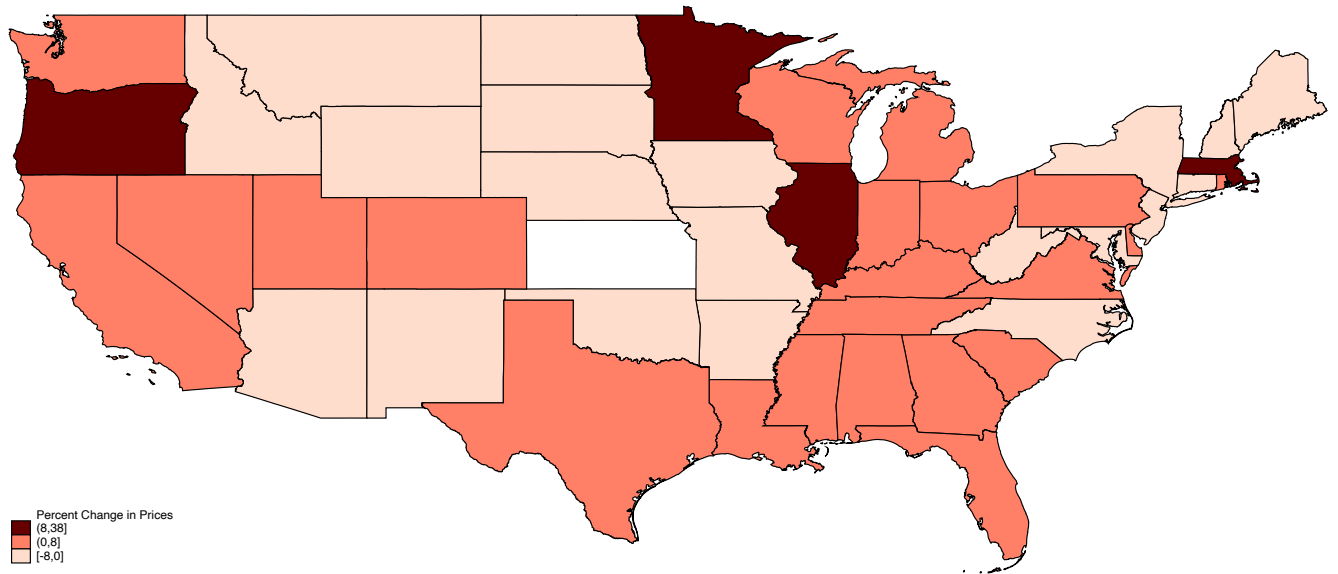 Percent Change in Prices
(8,38]
(0,8]
[-8,0]